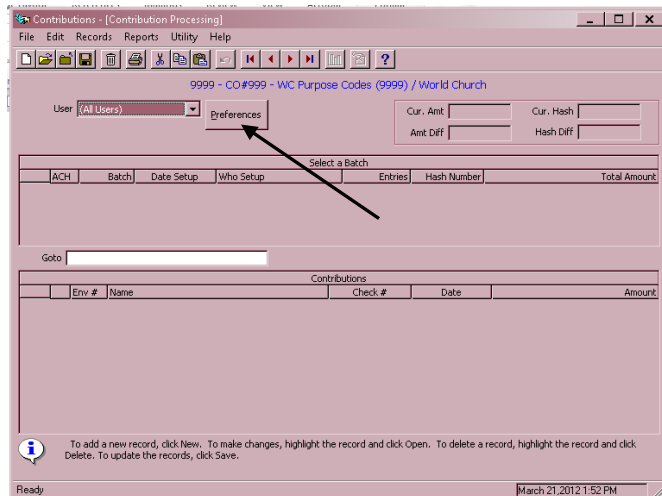 Contributions - [Contribution Processing]
File Edit Records Reports Utility Help
?
9999 - CO#999 - WC Purpose Codes (9999) / World Church
User (All Users) Preferences Cur. Amt Cur. Hash
Amt Diff Hash Diff
Select a Batch
ACH Batch Date Setup Who Setup Entries Hash Number Total Amount
Goto
Contributions
Env # Name Check # Date Amount
To add a new record, click New. To make changes, highlight the record and click Open. To delete a record, highlight the record and click
Delete. To update the records, click Save.
Ready March 21,2012 1:52 PM